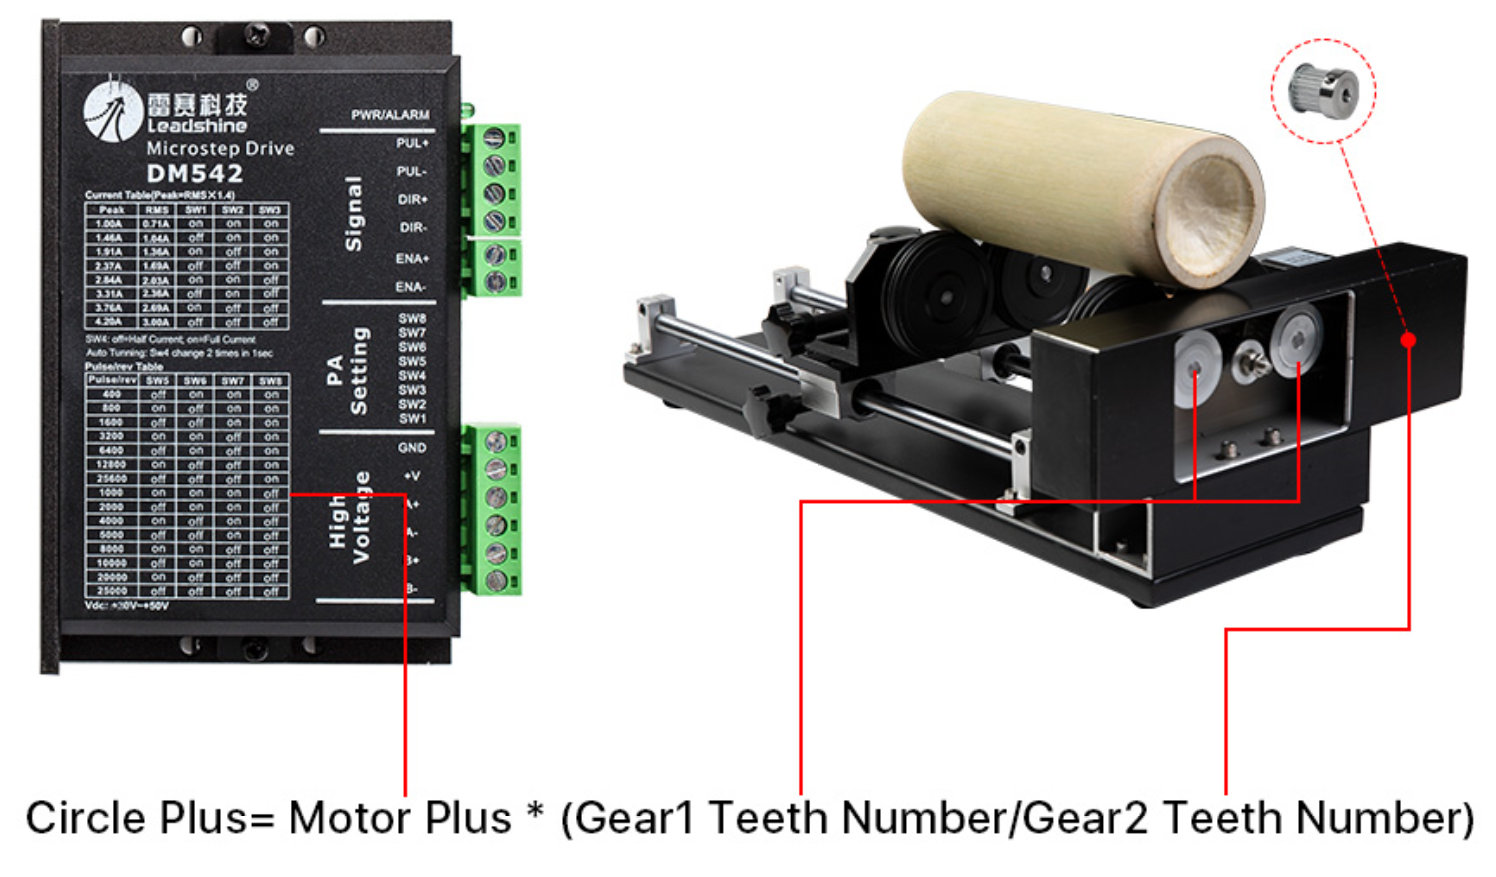 雷赛科技®
Leadshine
Microstep Drive
DM542
Current Table(Peak=RMS×1.4)
Peak RMS SW1 SW2 SW3
1.00A 0.71A on on on
1.46A 1.04A off on on
1.91A 1.36A on off on
2.37A 1.69A off off on
2.84A 2.03A on on off
3.31A 2.36A off on off
3.76A 2.69A on off off
4.20A 3.00A off off off
SW4: off=Half Current, on=Full Current
Auto Tunning: Sw4 change 2 times in 1sec
Pulse/rev Table
Pulse/rev SW5 SW6 SW7 SW8
400 off on on on
800 on off on on
1600 off off on on
3200 on on off on
6400 off on off on
12800 on off off on
25600 off off off on
1000 on on on off
2000 off on on off
4000 on off on off
5000 off off on off
8000 on on off off
10000 off on off off
20000 on off off off
25000 off off off off
Vdc: +20V~+50V
PWR/ALARM
Signal
PUL+
PUL-
DIR+
DIR-
ENA+
ENA-
PA
Setting
SW8
SW7
SW6
SW5
SW4
SW3
SW2
SW1
High
Voltage
GND
+V
A+
A-
B+
B-
Circle Plus= Motor Plus * (Gear1 Teeth Number/Gear2 Teeth Number)